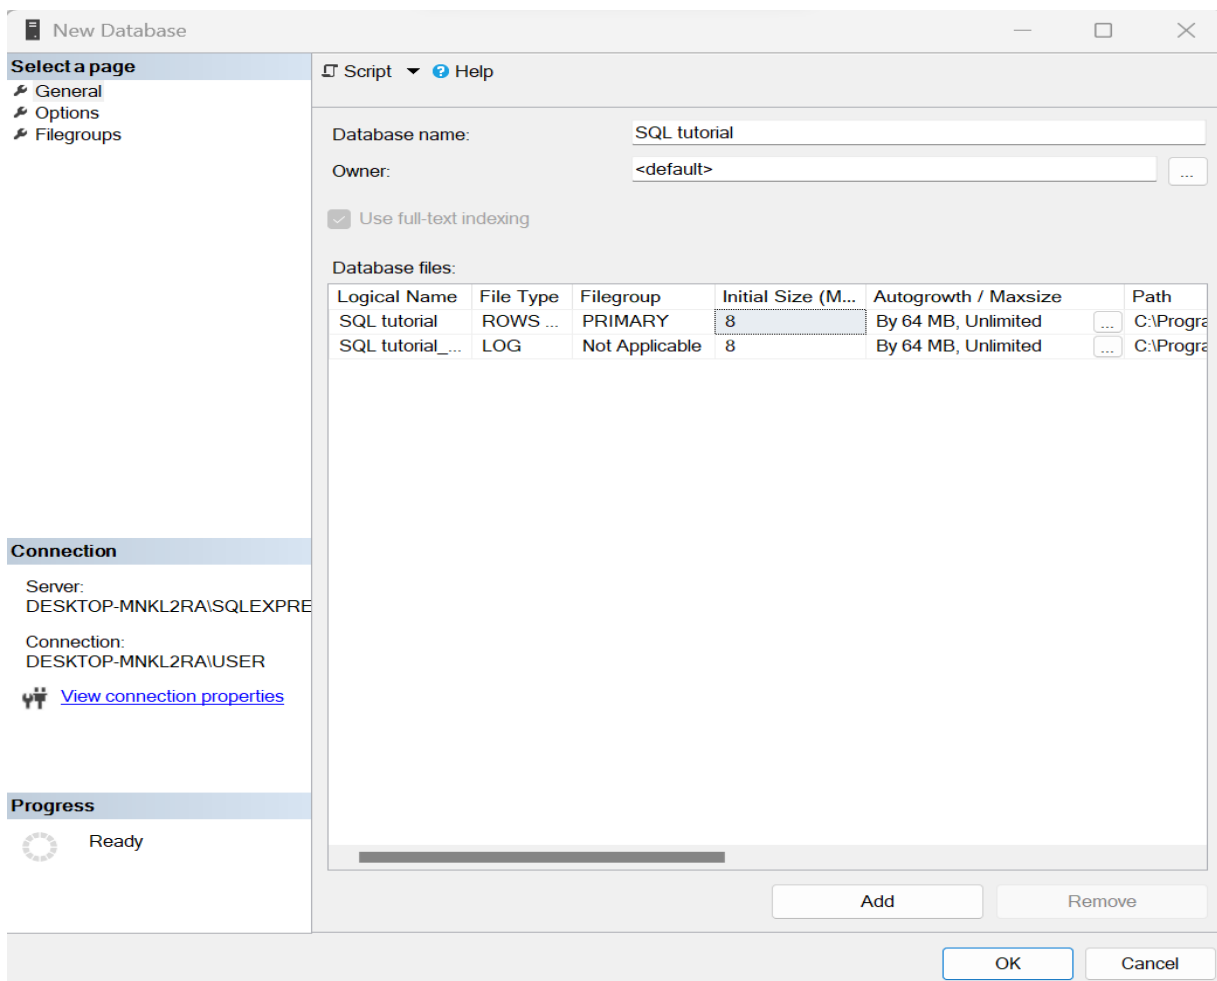 New Database
Select a page
General
Options
Filegroups
Script Help
Database name: SQL tutorial
Owner: <default> ...
Use full-text indexing
Database files:
Logical Name File Type Filegroup Initial Size (M... Autogrowth / Maxsize Path
SQL tutorial ROWS ... PRIMARY 8 By 64 MB, Unlimited ... C:\Progra
SQL tutorial_... LOG Not Applicable 8 By 64 MB, Unlimited ... C:\Progra
Connection
Server:
DESKTOP-MNKL2RA\SQLEXPRE
Connection:
DESKTOP-MNKL2RA\USER
View connection properties
Progress
Ready
Add Remove
OK Cancel